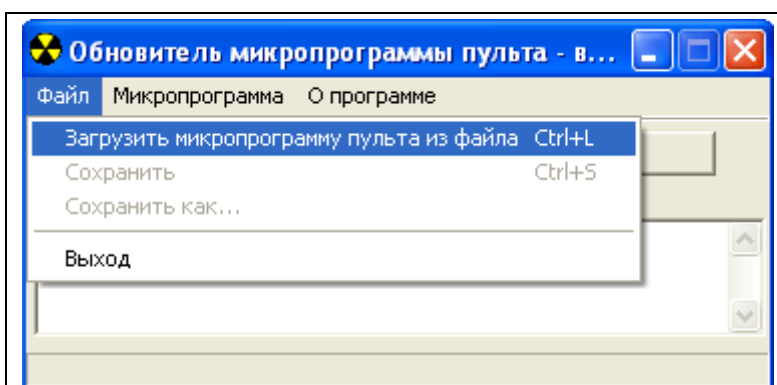 Обновитель микропрограммы пульта - в...
Файл Микропрограмма О программе
Загрузить микропрограмму пульта из файла Ctrl+L
Сохранить Ctrl+S
Сохранить как...
Выход